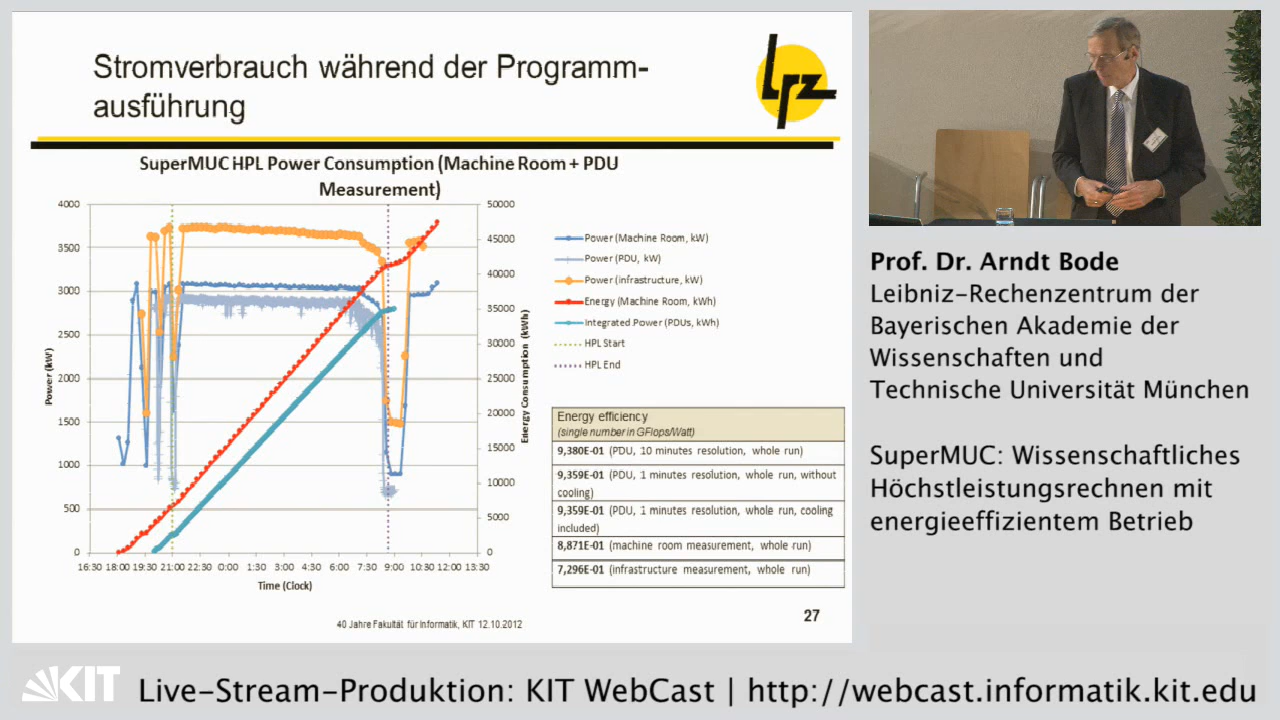 Stromverbrauch während der Programm-
ausführung
lrz
SuperMUC HPL Power Consumption (Machine Room + PDU
Measurement)
4000
3500
3000
2500
2000
1500
1000
500
0
Power (kW)
50000
45000
40000
35000
30000
25000
20000
15000
10000
5000
0
Energy Consumption (kWh)
16:30 18:00 19:30 21:00 22:30 0:00 1:30 3:00 4:30 6:00 7:30 9:00 10:30 12:00 13:30
Time (Clock)
Power (Machine Room, kW)
Power (PDU, kW)
Power (infrastructure, kW)
Energy (Machine Room, kWh)
Integrated Power (PDUs, kWh)
HPL Start
HPL End
Energy efficiency
(single number in GFlops/Watt)
9,380E-01 (PDU, 10 minutes resolution, whole run)
9,359E-01 (PDU, 1 minutes resolution, whole run, without
cooling)
9,359E-01 (PDU, 1 minutes resolution, whole run, cooling
included)
8,871E-01 (machine room measurement, whole run)
7,296E-01 (infrastructure measurement, whole run)
40 Jahre Fakultät für Informatik, KIT 12.10.2012
27
Prof. Dr. Arndt Bode
Leibniz-Rechenzentrum der
Bayerischen Akademie der
Wissenschaften und
Technische Universität München
SuperMUC: Wissenschaftliches
Höchstleistungsrechnen mit
energieeffizientem Betrieb
KIT
Live-Stream-Produktion: KIT WebCast | http://webcast.informatik.kit.edu